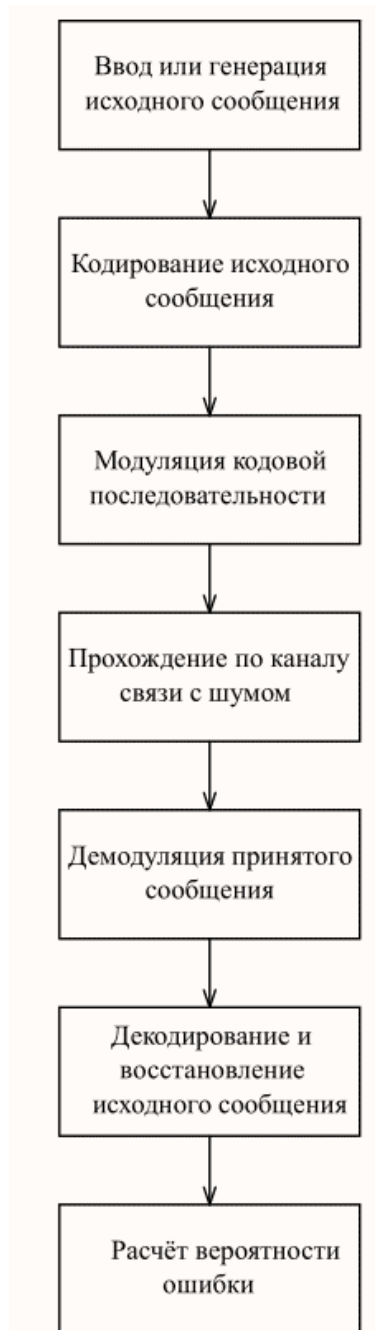 Ввод или генерация
исходного сообщения
Кодирование исходного
сообщения
Модуляция кодовой
последовательности
Прохождение по каналу
связи с шумом
Демодуляция принятого
сообщения
Декодирование и
восстановление
исходного сообщения
Расчёт вероятности
ошибки